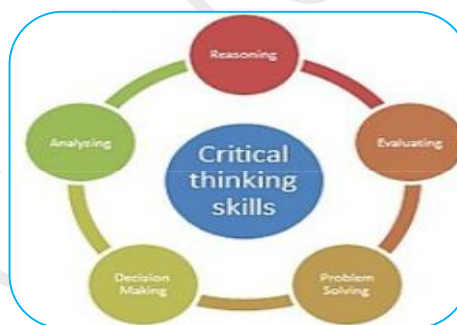 Reasoning
Analyzing
Evaluating
Critical
thinking
skills
Decision
Making
Problem
Solving